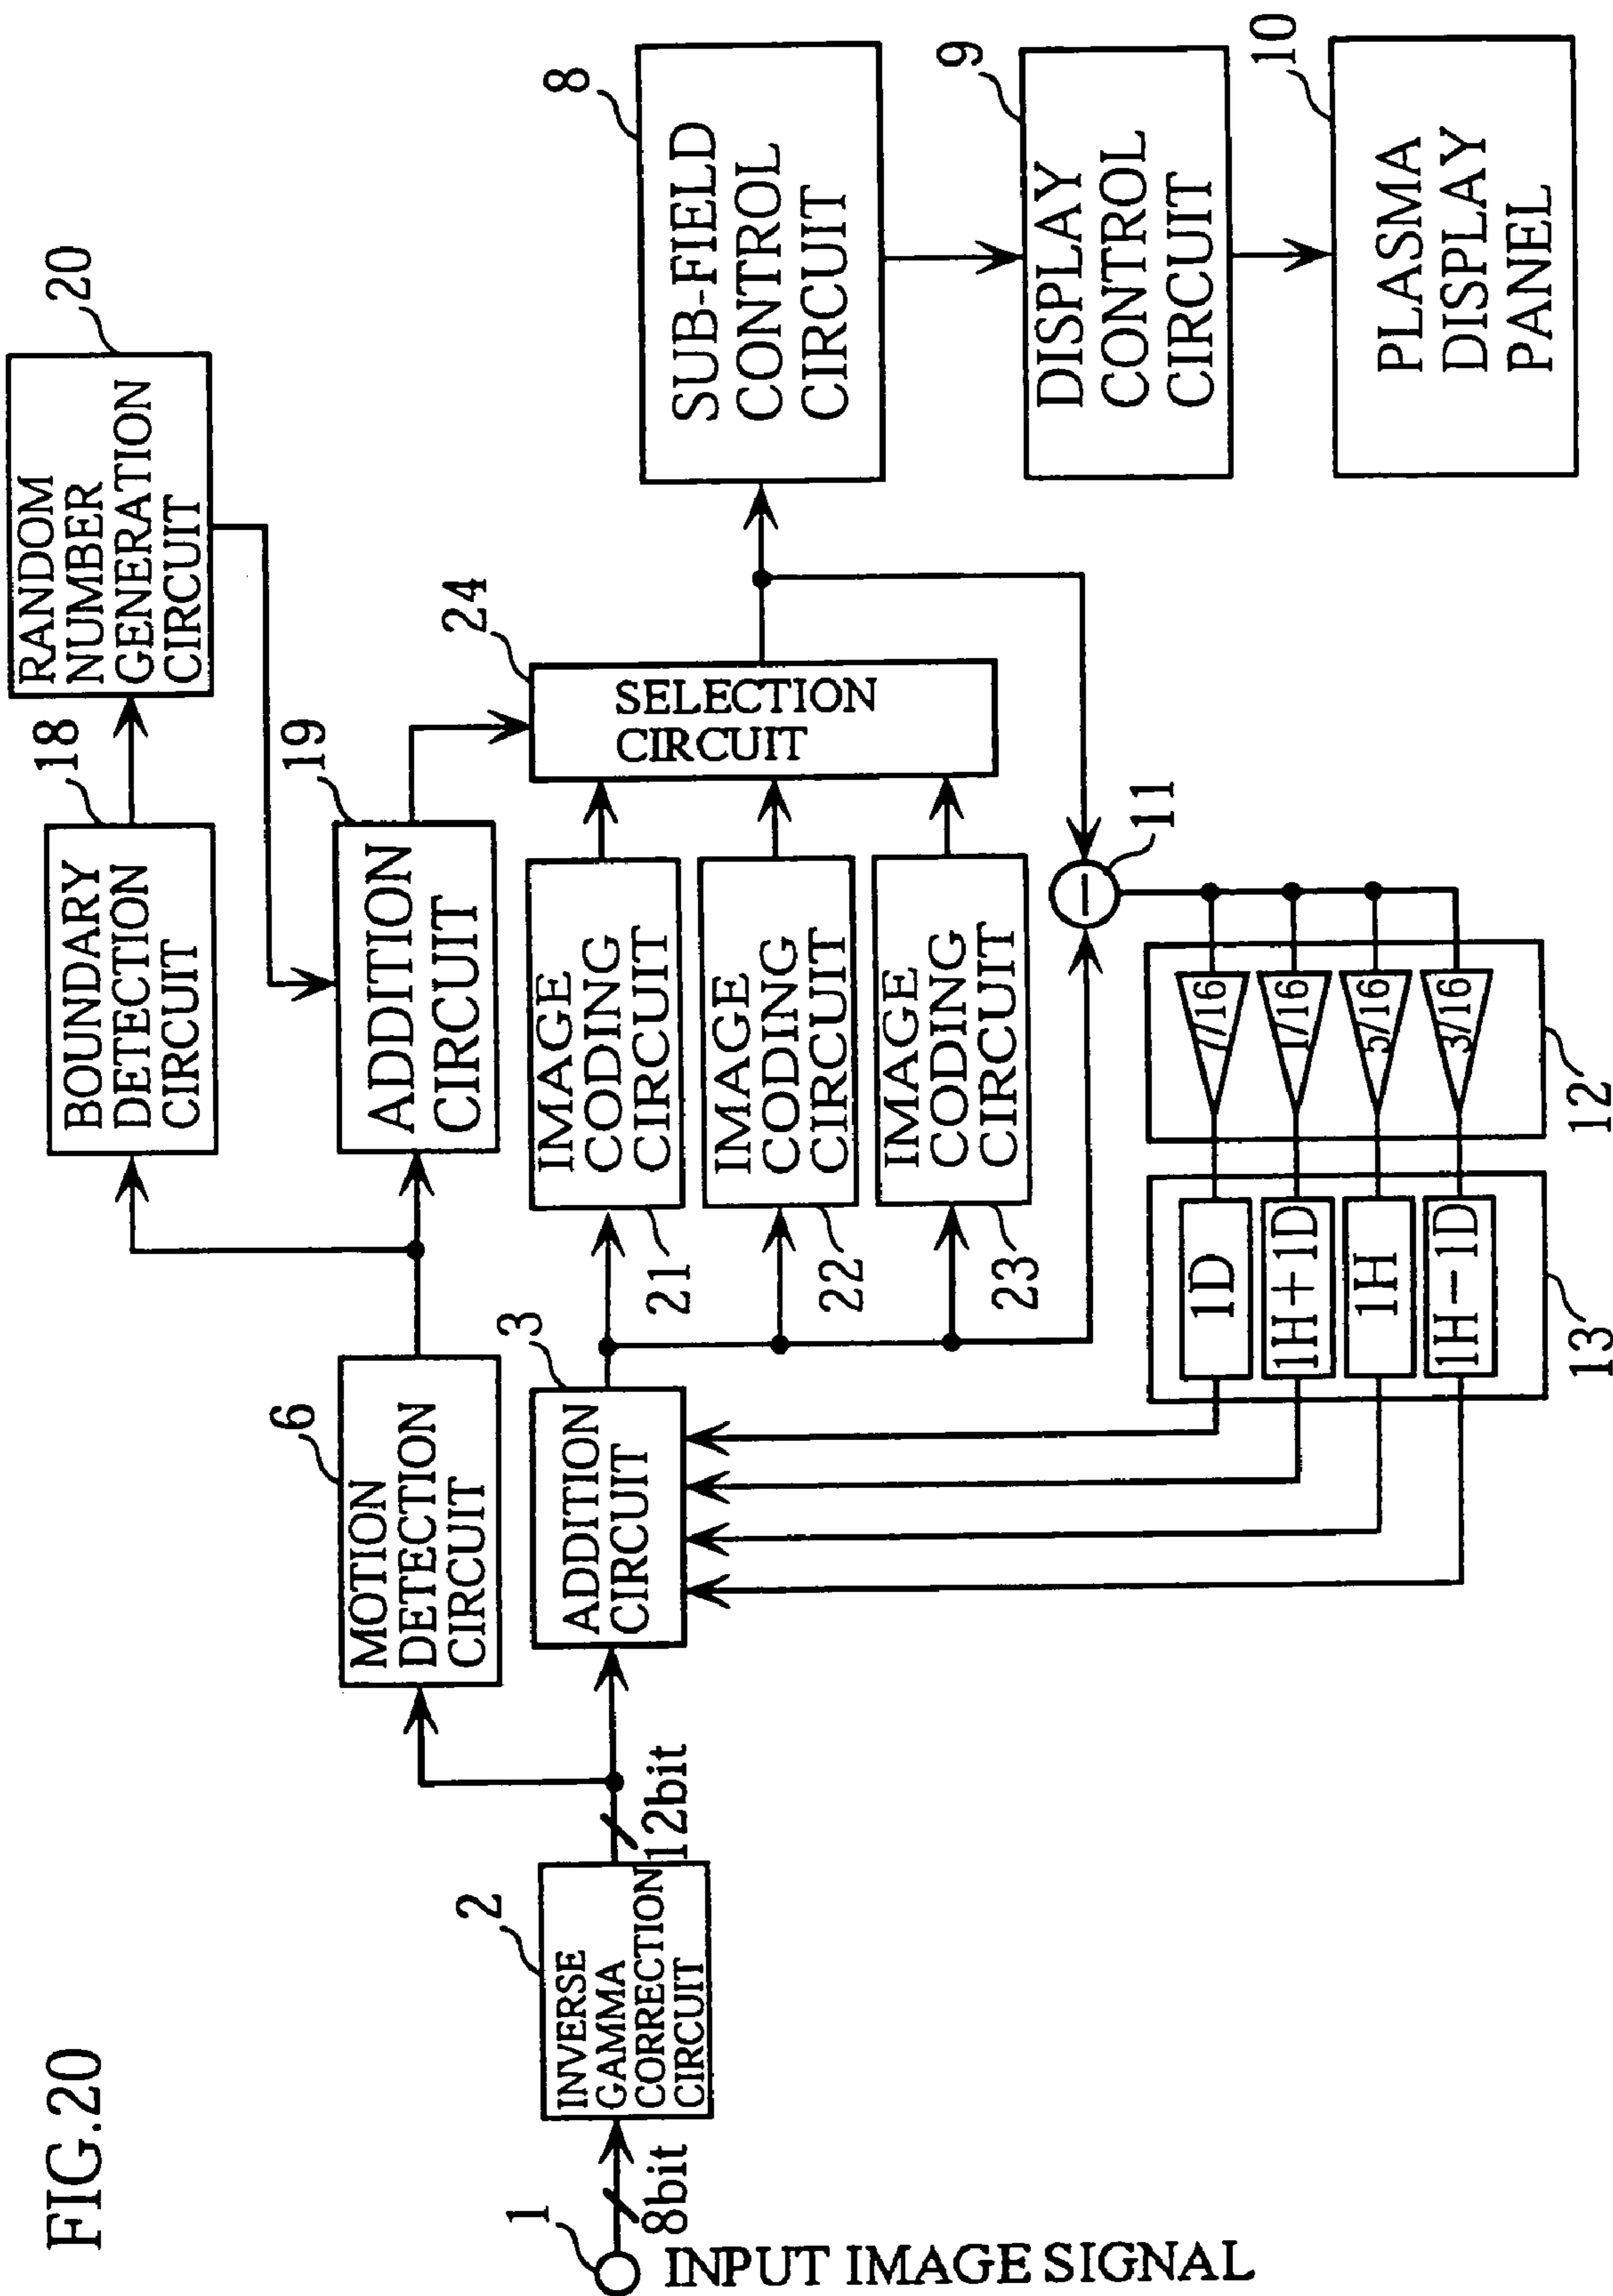 FIG.20
1
INPUT IMAGE SIGNAL
8bit
2
INVERSE
GAMMA
CORRECTION
CIRCUIT
12bit
6
MOTION
DETECTION
CIRCUIT
3
ADDITION
CIRCUIT
18
BOUNDARY
DETECTION
CIRCUIT
20
RANDOM
NUMBER
GENERATION
CIRCUIT
19
ADDITION
CIRCUIT
21
IMAGE
CODING
CIRCUIT
22
IMAGE
CODING
CIRCUIT
23
IMAGE
CODING
CIRCUIT
24
SELECTION
CIRCUIT
11
—
12
7/16
1/16
5/16
3/16
13
1D
1H+1D
1H
1H-1D
8
SUB-FIELD
CONTROL
CIRCUIT
9
DISPLAY
CONTROL
CIRCUIT
10
PLASMA
DISPLAY
PANEL